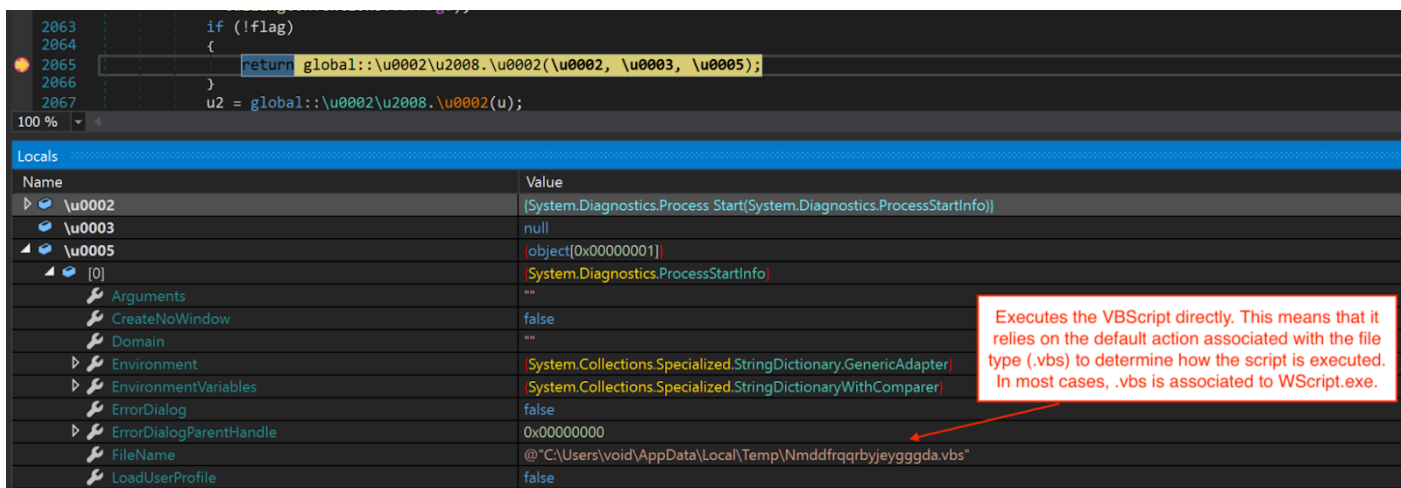 2063 if (!flag)
2064 {
2065 return global::\u0002\u2008.\u0002(\u0002, \u0003, \u0005);
2066 }
2067 u2 = global::\u0002\u2008.\u0002(u);
100 %
Locals
Name Value
\u0002 {System.Diagnostics.Process Start(System.Diagnostics.ProcessStartInfo)}
\u0003 null
\u0005 {object[0x00000001]}
[0] {System.Diagnostics.ProcessStartInfo}
Arguments ""
CreateNoWindow false
Domain ""
Environment {System.Collections.Specialized.StringDictionary.GenericAdapter}
EnvironmentVariables {System.Collections.Specialized.StringDictionaryWithComparer}
ErrorDialog false
ErrorDialogParentHandle 0x00000000
FileName @"C:\Users\void\AppData\Local\Temp\Nmddfrqqrbyjeygggda.vbs"
LoadUserProfile false
Executes the VBScript directly. This means that it
relies on the default action associated with the file
type (.vbs) to determine how the script is executed.
In most cases, .vbs is associated to WScript.exe.